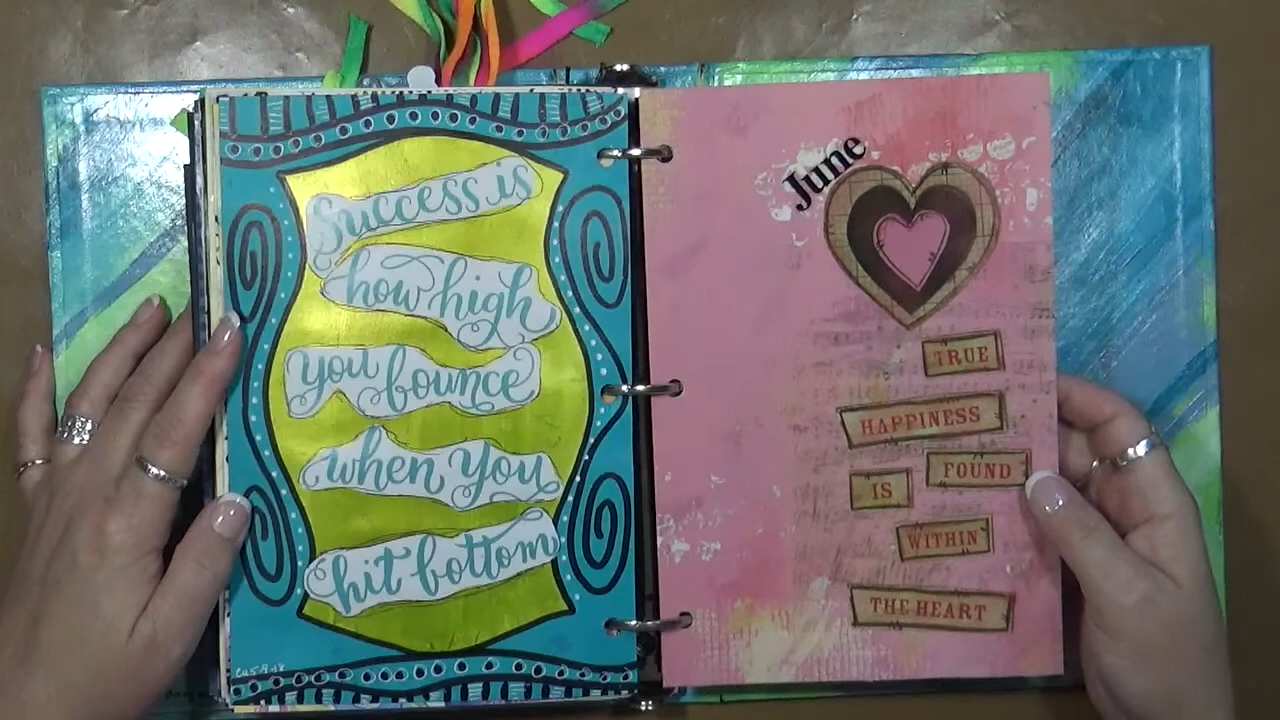 Success is
how high
you bounce
when you
hit bottom
June
TRUE
HAPPINESS
IS FOUND
WITHIN
THE HEART